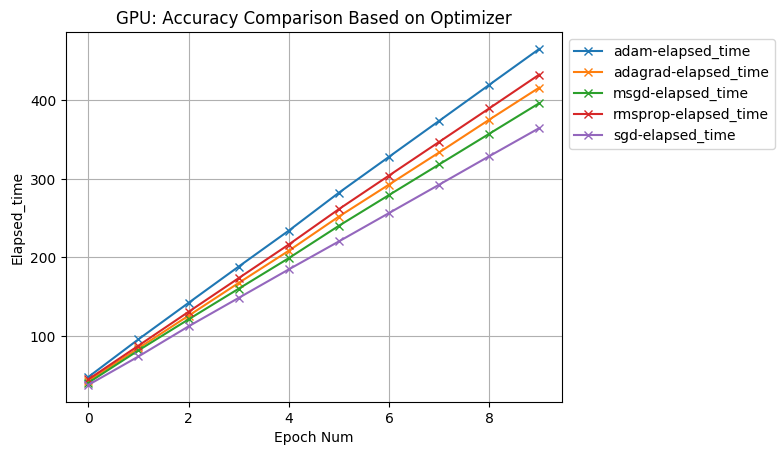 GPU: Accuracy Comparison Based on Optimizer
adam-elapsed_time
adagrad-elapsed_time
msgd-elapsed_time
rmsprop-elapsed_time
sgd-elapsed_time
Elapsed_time
400
300
200
100
0 2 4 6 8
Epoch Num